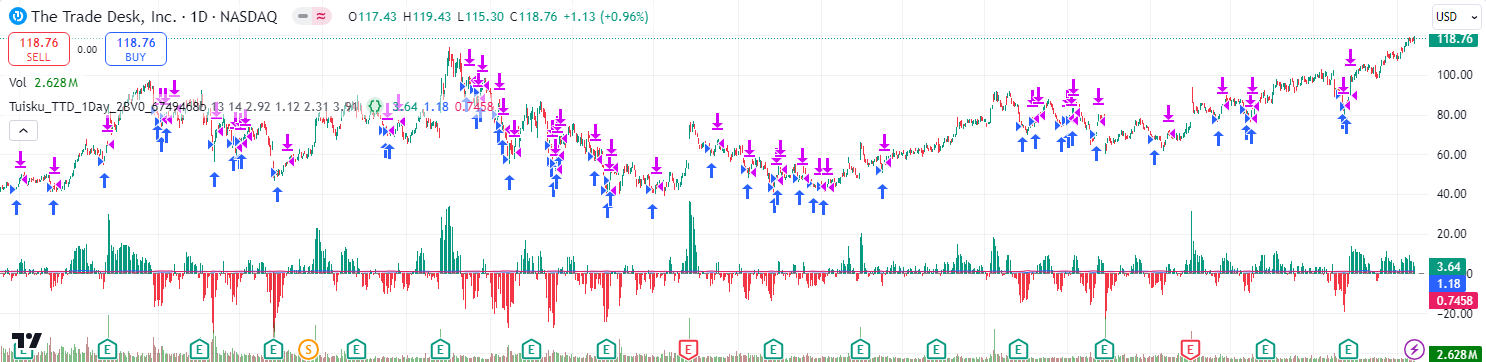 The Trade Desk, Inc. · 1D · NASDAQ O117.43 H119.43 L115.30 C118.76 +1.13 (+0.96%)
USD
118.76 SELL
0.00
118.76 BUY
118.76
Vol 2.628M
100.00
80.00
60.00
40.00
20.00
3.64
0
1.18
0.7458
−20.00
E E E E S E E E E E E E E E E E E E
2.628M